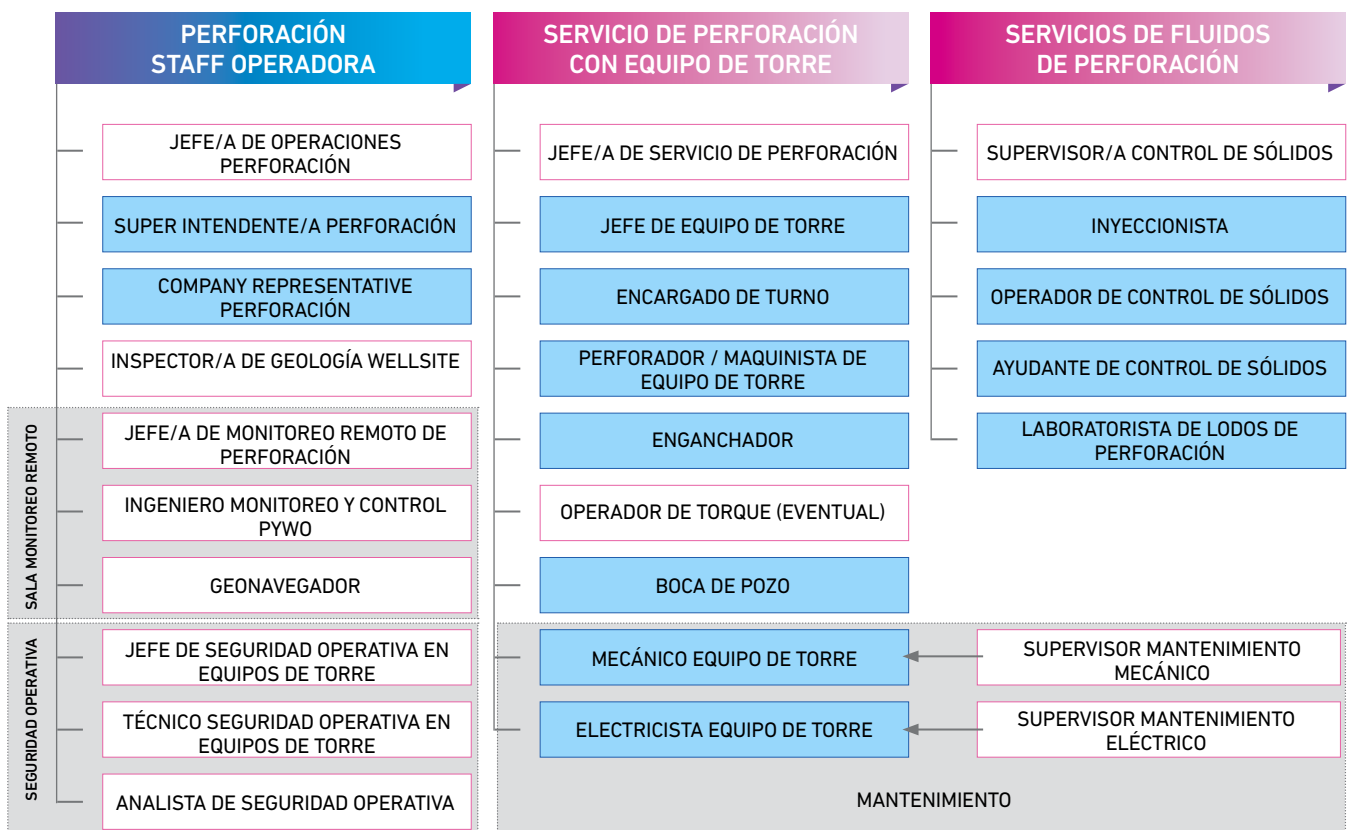 PERFORACIÓN
STAFF OPERADORA
JEFE/A DE OPERACIONES
PERFORACIÓN
SUPER INTENDENTE/A PERFORACIÓN
COMPANY REPRESENTATIVE
PERFORACIÓN
INSPECTOR/A DE GEOLOGÍA WELLSITE
SALA MONITOREO REMOTO
JEFE/A DE MONITOREO REMOTO DE
PERFORACIÓN
INGENIERO MONITOREO Y CONTROL
PYWO
GEONAVEGADOR
SEGURIDAD OPERATIVA
JEFE DE SEGURIDAD OPERATIVA EN
EQUIPOS DE TORRE
TÉCNICO SEGURIDAD OPERATIVA EN
EQUIPOS DE TORRE
ANALISTA DE SEGURIDAD OPERATIVA
SERVICIO DE PERFORACIÓN
CON EQUIPO DE TORRE
JEFE/A DE SERVICIO DE PERFORACIÓN
JEFE DE EQUIPO DE TORRE
ENCARGADO DE TURNO
PERFORADOR / MAQUINISTA DE
EQUIPO DE TORRE
ENGANCHADOR
OPERADOR DE TORQUE (EVENTUAL)
BOCA DE POZO
MECÁNICO EQUIPO DE TORRE
ELECTRICISTA EQUIPO DE TORRE
SERVICIOS DE FLUIDOS
DE PERFORACIÓN
SUPERVISOR/A CONTROL DE SÓLIDOS
INYECCIONISTA
OPERADOR DE CONTROL DE SÓLIDOS
AYUDANTE DE CONTROL DE SÓLIDOS
LABORATORISTA DE LODOS DE
PERFORACIÓN
SUPERVISOR MANTENIMIENTO
MECÁNICO
SUPERVISOR MANTENIMIENTO
ELÉCTRICO
MANTENIMIENTO